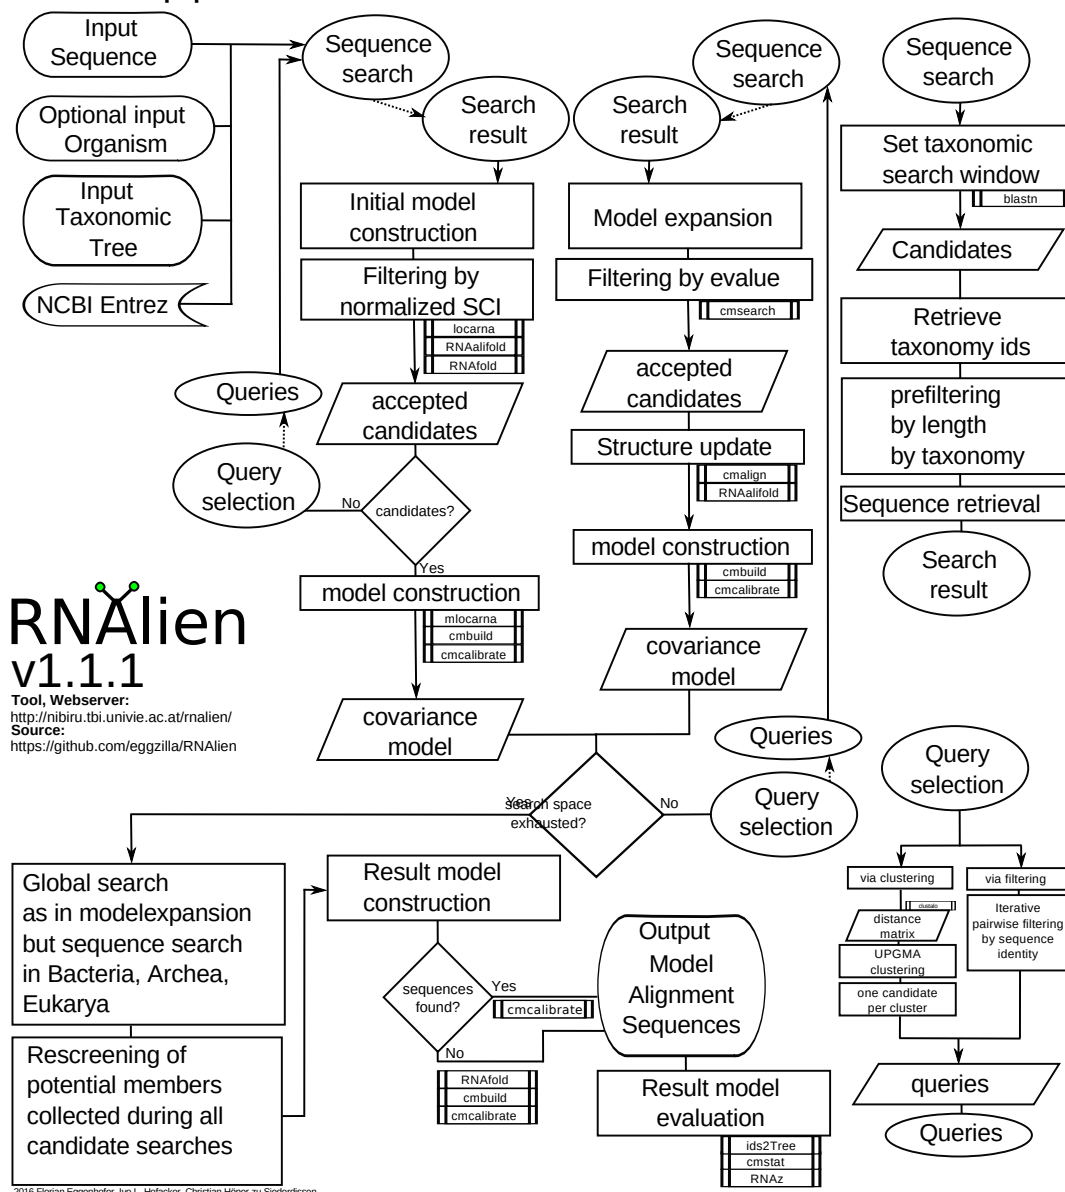 Input
Sequence
Optional input
Organism
Input
Taxonomic
Tree
NCBI Entrez
Sequence
search
Search
result
Initial model
construction
Filtering by
normalized SCI
locarna
RNAalifold
RNAfold
accepted
candidates
Queries
Query
selection
No
candidates?
Yes
model construction
mlocarna
cmbuild
cmcalibrate
covariance
model
Sequence
search
Search
result
Model expansion
Filtering by evalue
cmsearch
accepted
candidates
Structure update
cmalign
RNAalifold
model construction
cmbuild
cmcalibrate
covariance
model
Queries
Query
selection
No
Yes
search space
exhausted?
Sequence
search
Set taxonomic
search window
blastn
Candidates
Retrieve
taxonomy ids
prefiltering
by length
by taxonomy
Sequence retrieval
Search
result
RNAlien
v1.1.1
Tool, Webserver:
http://nibiru.tbi.univie.ac.at/rnalien/
Source:
https://github.com/eggzilla/RNAlien
Global search
as in modelexpansion
but sequence search
in Bacteria, Archea,
Eukarya
Rescreening of
potential members
collected during all
candidate searches
Result model
construction
sequences
found?
Yes
cmcalibrate
No
RNAfold
cmbuild
cmcalibrate
Output
Model
Alignment
Sequences
Result model
evaluation
ids2Tree
cmstat
RNAz
Query
selection
via clustering
clustalo
distance
matrix
UPGMA
clustering
one candidate
per cluster
via filtering
Iterative
pairwise filtering
by sequence
identity
queries
Queries